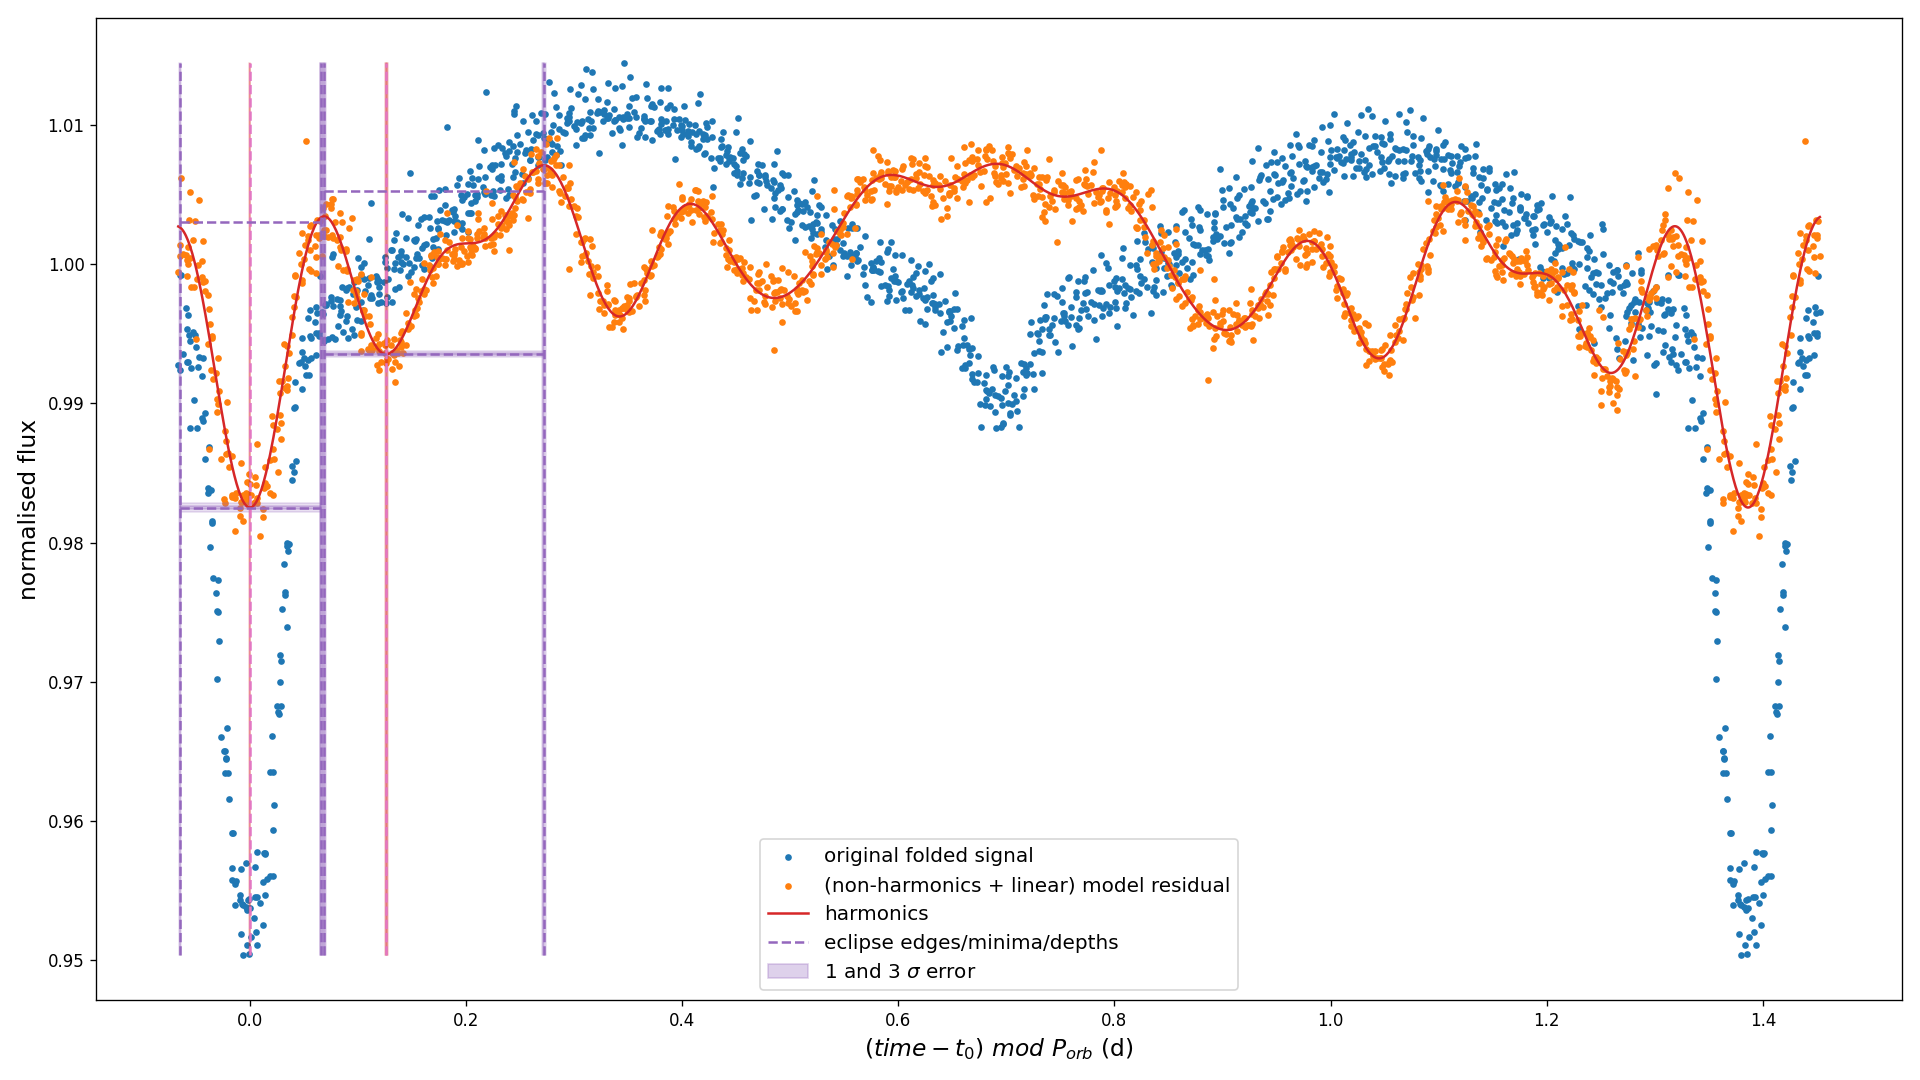 normalised flux
1.01
1.00
0.99
0.98
0.97
0.96
0.95
original folded signal
(non-harmonics + linear) model residual
harmonics
eclipse edges/minima/depths
1 and 3 σ error
0.0 0.2 0.4 0.6 0.8 1.0 1.2 1.4
(time − t₀) mod Pₒᵣb (d)